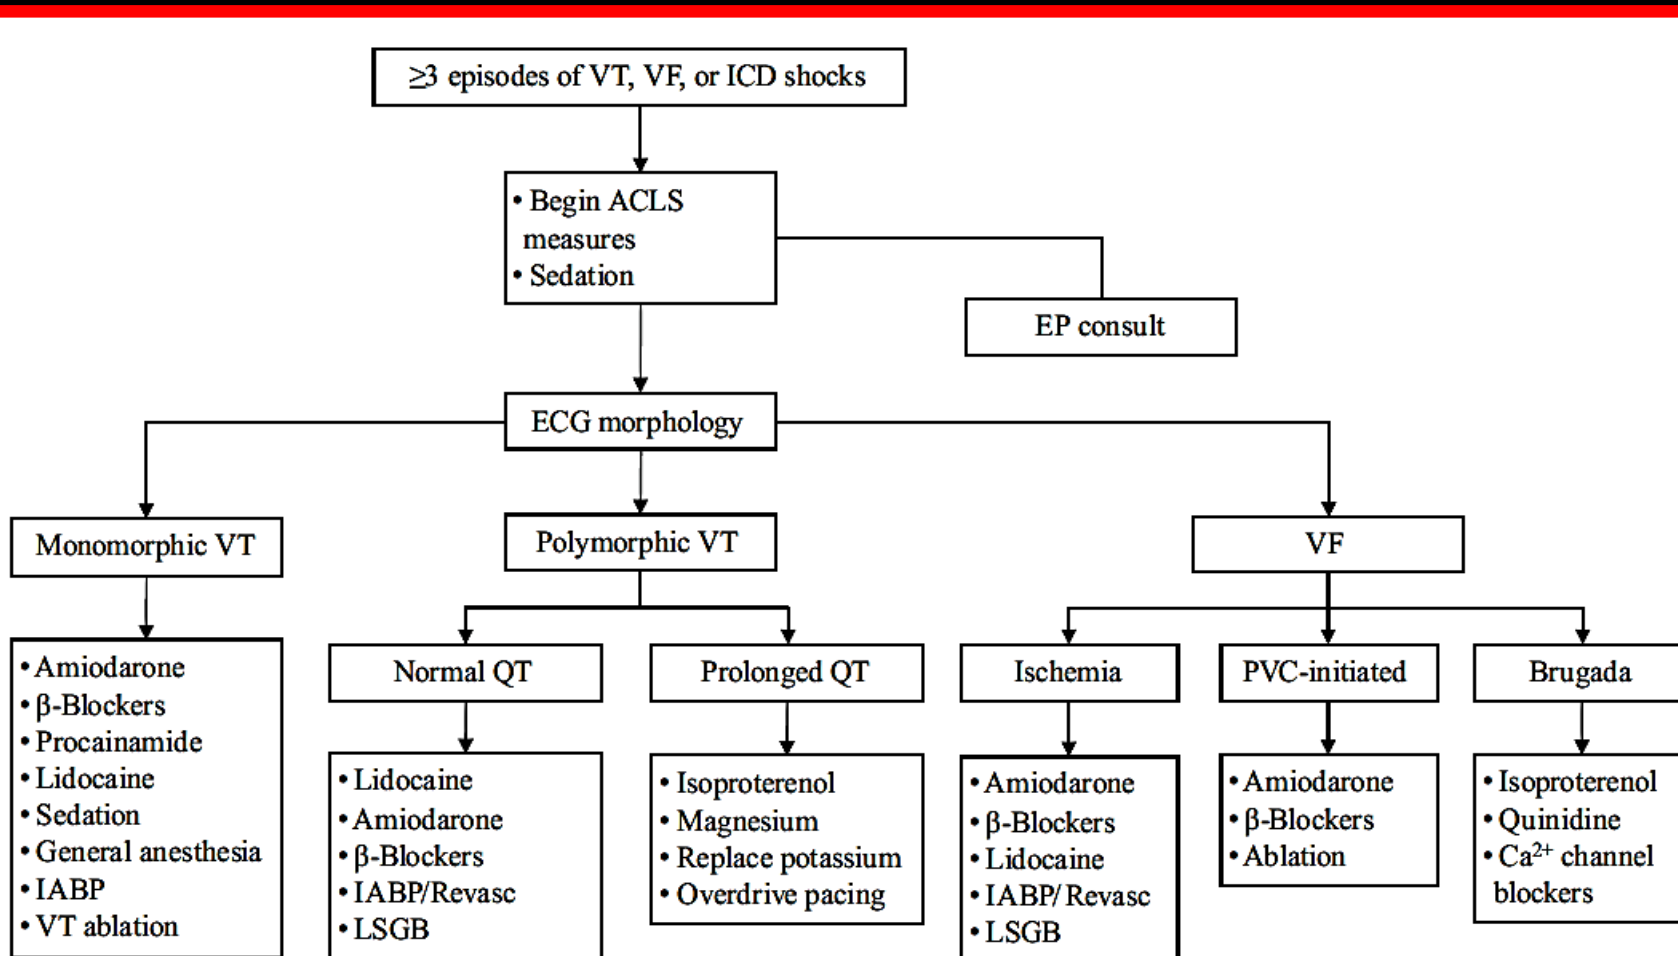 ≥3 episodes of VT, VF, or ICD shocks
• Begin ACLS
measures
• Sedation
EP consult
ECG morphology
Monomorphic VT
Polymorphic VT
VF
Normal QT
Prolonged QT
Ischemia
PVC-initiated
Brugada
• Amiodarone
• β-Blockers
• Procainamide
• Lidocaine
• Sedation
• General anesthesia
• IABP
• VT ablation
• Lidocaine
• Amiodarone
• β-Blockers
• IABP/Revasc
• LSGB
• Isoproterenol
• Magnesium
• Replace potassium
• Overdrive pacing
• Amiodarone
• β-Blockers
• Lidocaine
• IABP/ Revasc
• LSGB
• Amiodarone
• β-Blockers
• Ablation
• Isoproterenol
• Quinidine
• Ca²⁺ channel
blockers